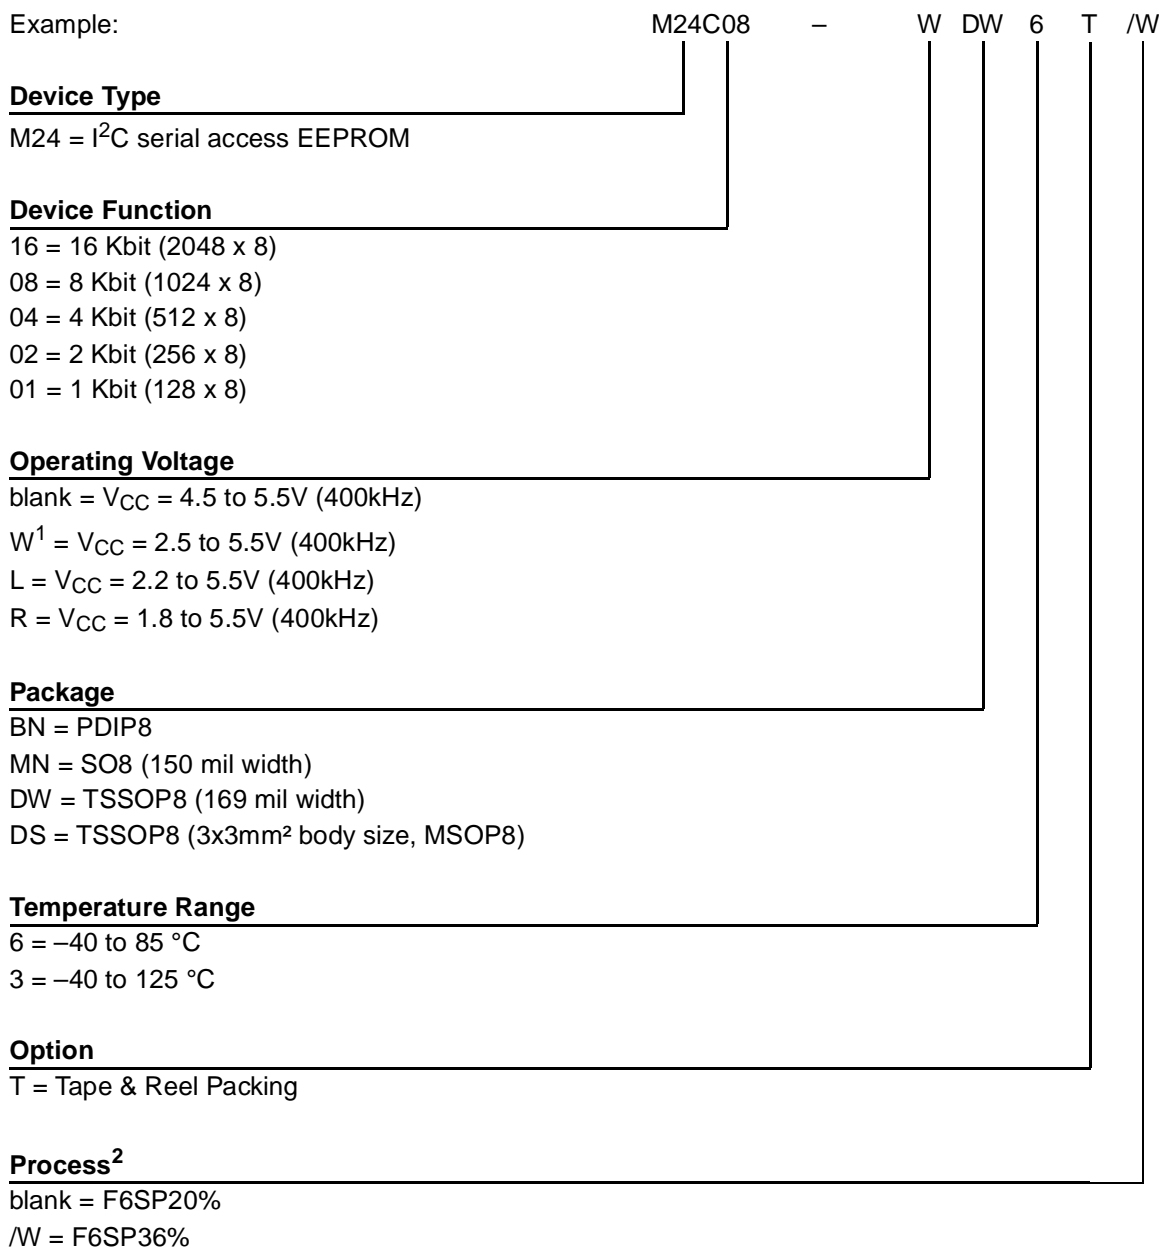 Example: M24C08 – W DW 6 T /W
Device Type
M24 = I²C serial access EEPROM
Device Function
16 = 16 Kbit (2048 x 8)
08 = 8 Kbit (1024 x 8)
04 = 4 Kbit (512 x 8)
02 = 2 Kbit (256 x 8)
01 = 1 Kbit (128 x 8)
Operating Voltage
blank = VCC = 4.5 to 5.5V (400kHz)
W¹ = VCC = 2.5 to 5.5V (400kHz)
L = VCC = 2.2 to 5.5V (400kHz)
R = VCC = 1.8 to 5.5V (400kHz)
Package
BN = PDIP8
MN = SO8 (150 mil width)
DW = TSSOP8 (169 mil width)
DS = TSSOP8 (3x3mm² body size, MSOP8)
Temperature Range
6 = –40 to 85 °C
3 = –40 to 125 °C
Option
T = Tape & Reel Packing
Process²
blank = F6SP20%
/W = F6SP36%